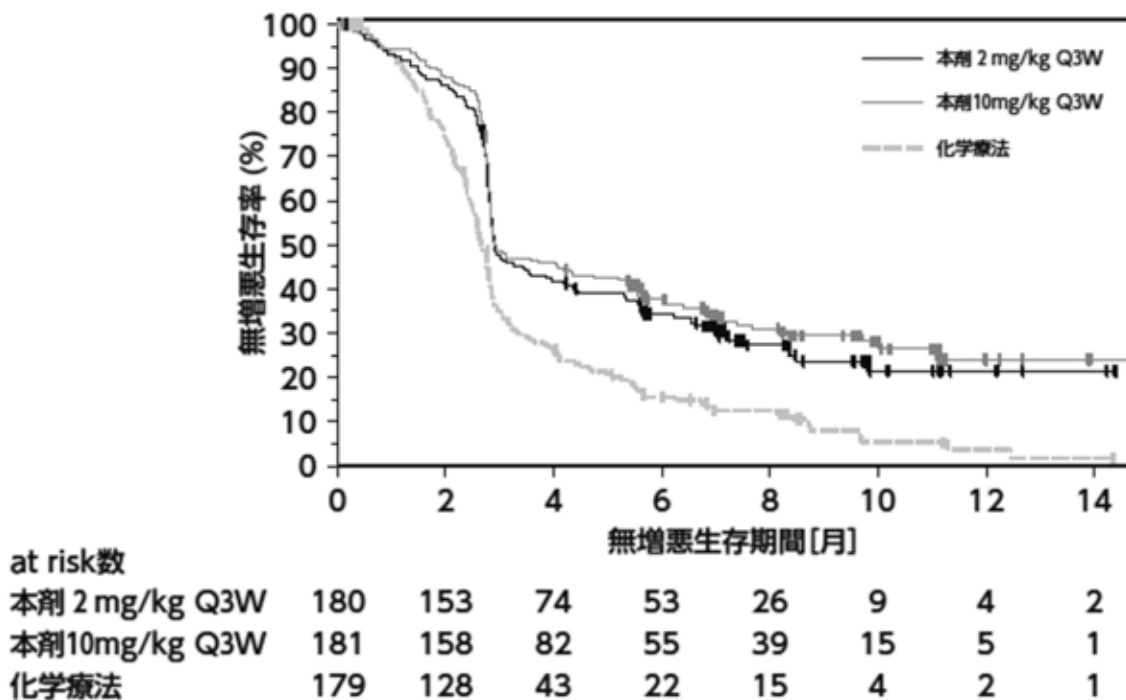 100
90
80
70
60
50
40
30
20
10
0
無増悪生存率 (%)
本剤 2 mg/kg Q3W
本剤10mg/kg Q3W
化学療法
0 2 4 6 8 10 12 14
無増悪生存期間[月]
at risk数
本剤 2 mg/kg Q3W 180 153 74 53 26 9 4 2
本剤10mg/kg Q3W 181 158 82 55 39 15 5 1
化学療法 179 128 43 22 15 4 2 1